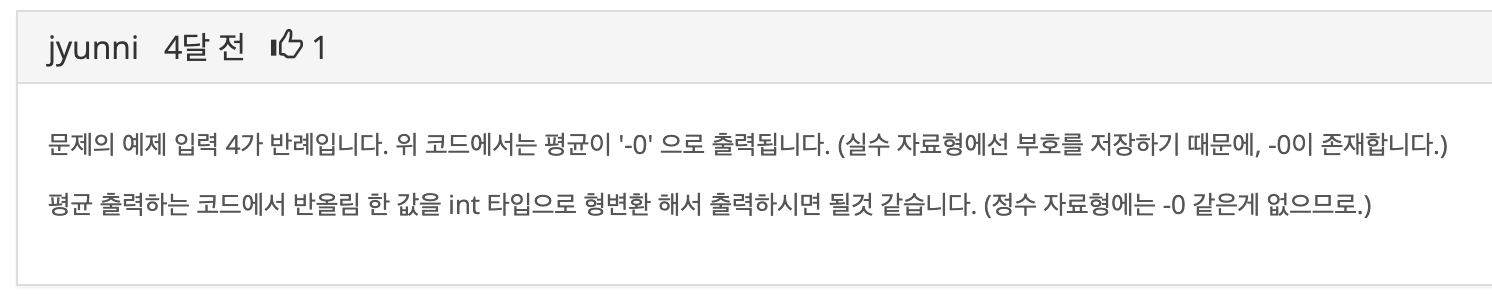 jyunni 4달 전 1
문제의 예제 입력 4가 반례입니다. 위 코드에서는 평균이 '-0' 으로 출력됩니다. (실수 자료형에선 부호를 저장하기 때문에, -0이 존재합니다.)
평균 출력하는 코드에서 반올림 한 값을 int 타입으로 형변환 해서 출력하시면 될것 같습니다. (정수 자료형에는 -0 같은게 없으므로.)